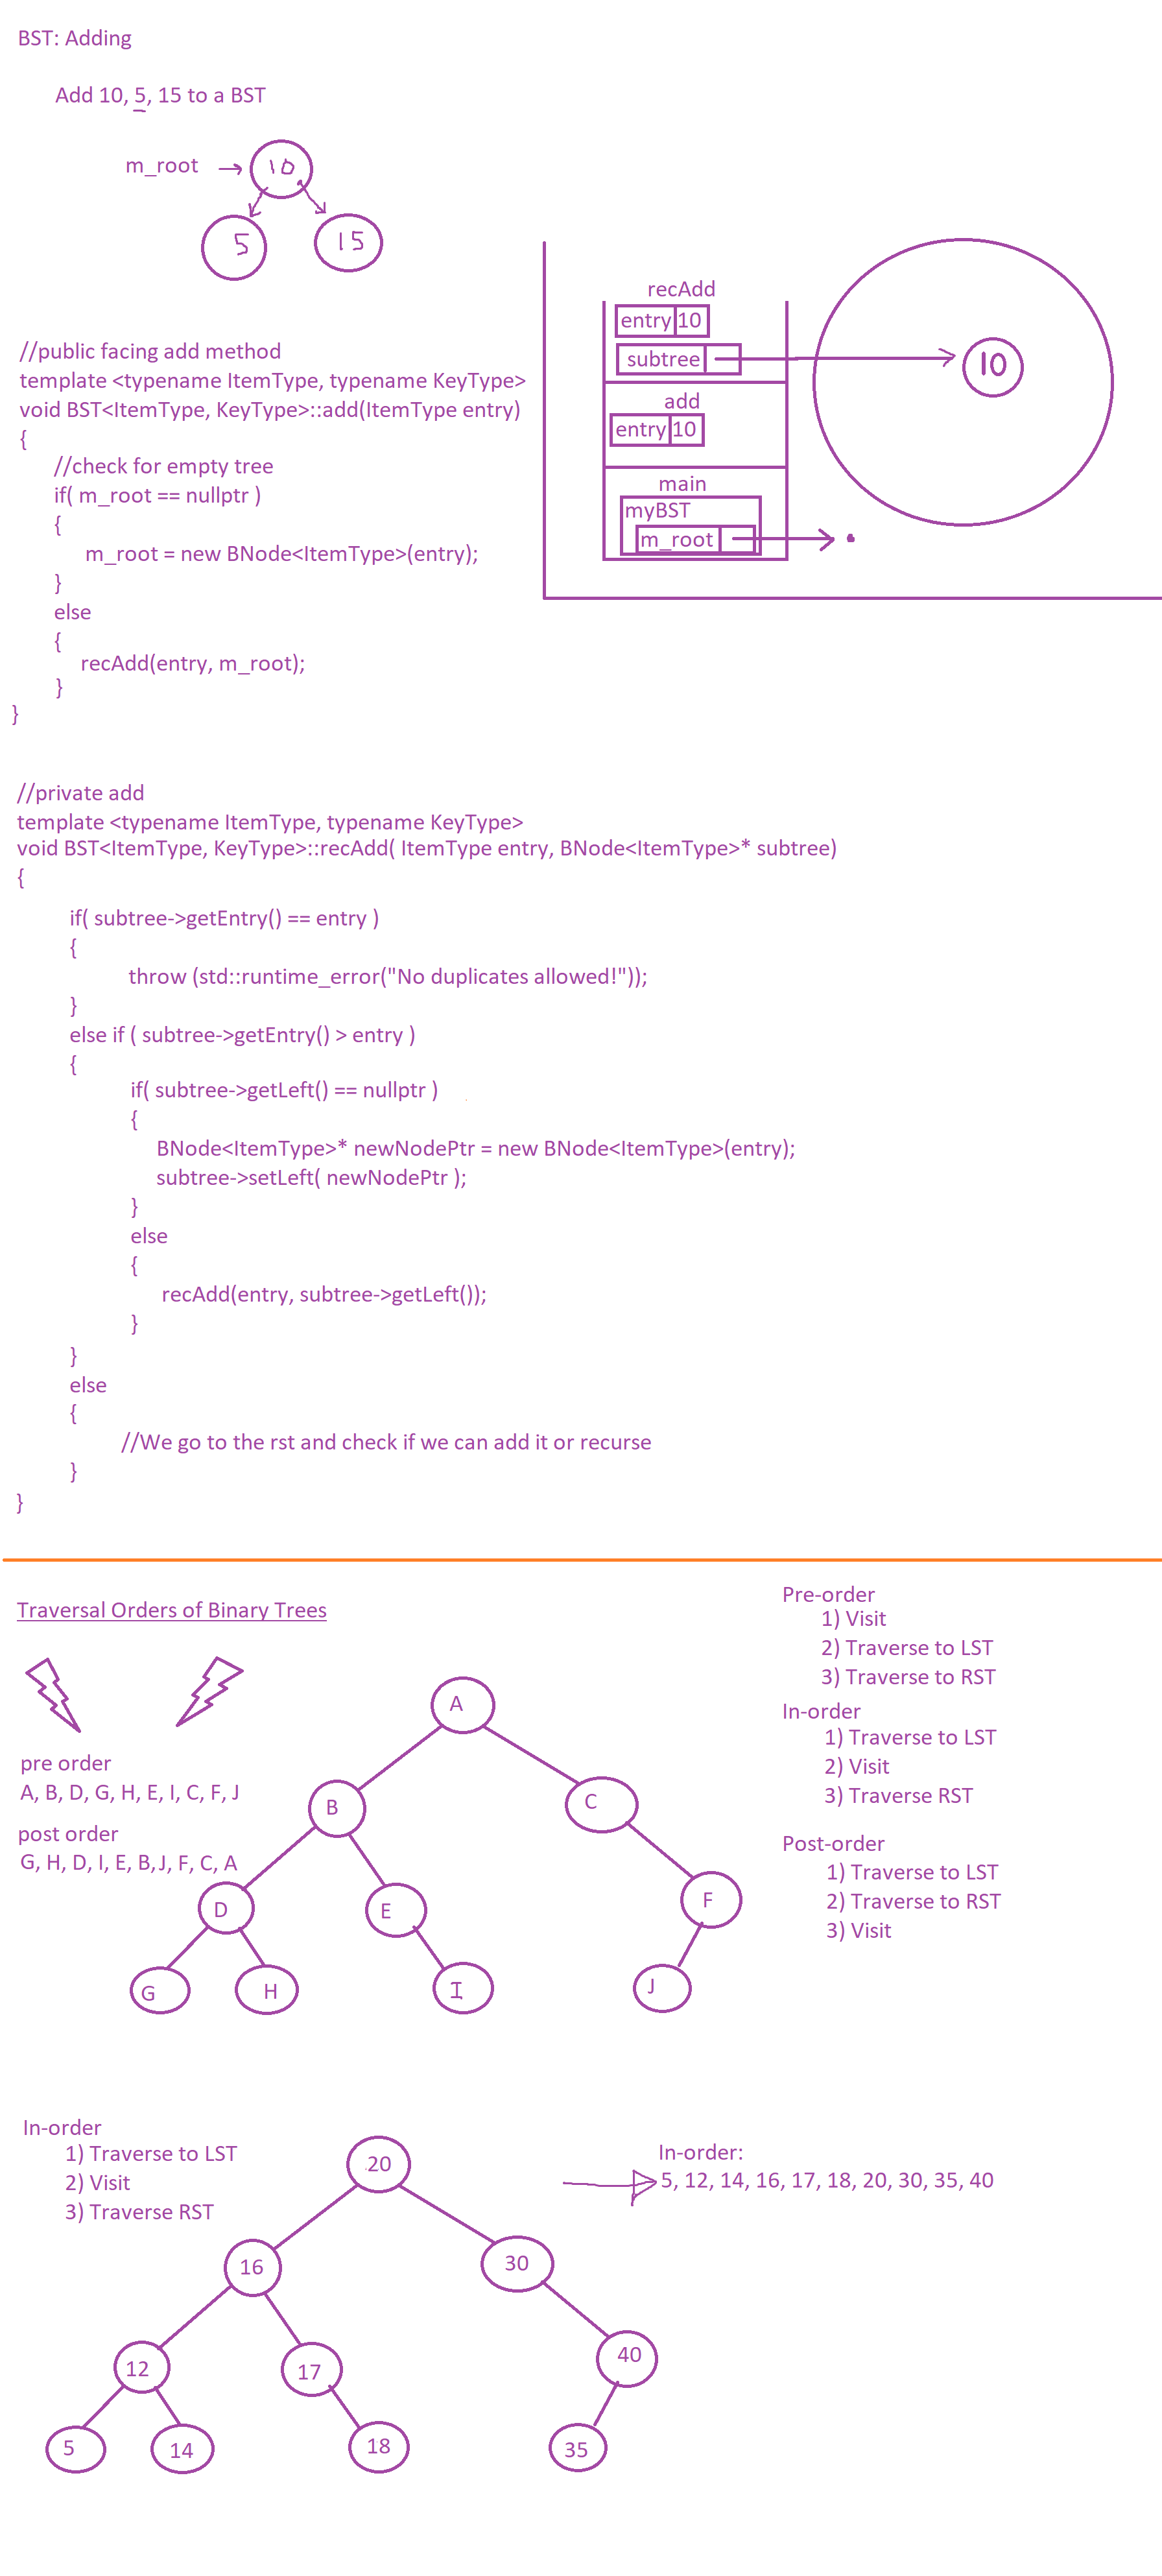 BST: Adding
Add 10, 5, 15 to a BST
m_root
10
5
15
recAdd
entry 10
subtree
10
add
entry 10
main
myBST
m_root
//public facing add method
template <typename ItemType, typename KeyType>
void BST<ItemType, KeyType>::add(ItemType entry)
{
//check for empty tree
if( m_root == nullptr )
{
m_root = new BNode<ItemType>(entry);
}
else
{
recAdd(entry, m_root);
}
}
//private add
template <typename ItemType, typename KeyType>
void BST<ItemType, KeyType>::recAdd( ItemType entry, BNode<ItemType>* subtree)
{
if( subtree->getEntry() == entry )
{
throw (std::runtime_error("No duplicates allowed!"));
}
else if ( subtree->getEntry() > entry )
{
if( subtree->getLeft() == nullptr )
{
BNode<ItemType>* newNodePtr = new BNode<ItemType>(entry);
subtree->setLeft( newNodePtr );
}
else
{
recAdd(entry, subtree->getLeft());
}
}
else
{
//We go to the rst and check if we can add it or recurse
}
}
Traversal Orders of Binary Trees
Pre-order
1) Visit
2) Traverse to LST
3) Traverse to RST
In-order
1) Traverse to LST
2) Visit
3) Traverse RST
Post-order
1) Traverse to LST
2) Traverse to RST
3) Visit
pre order
A, B, D, G, H, E, I, C, F, J
post order
G, H, D, I, E, B, J, F, C, A
A
B
C
D
E
F
G
H
I
J
In-order
1) Traverse to LST
2) Visit
3) Traverse RST
In-order:
5, 12, 14, 16, 17, 18, 20, 30, 35, 40
20
16
30
12
17
40
5
14
18
35